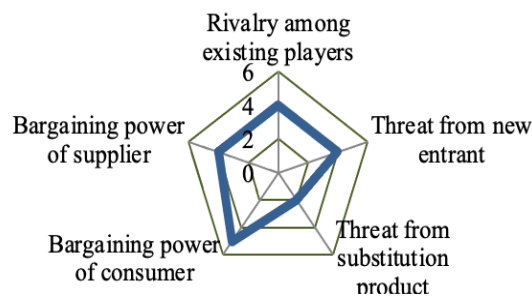 Rivalry among
existing players
6
4
2
0
Threat from new
entrant
Threat from
substitution
product
Bargaining power
of consumer
Bargaining power
of supplier